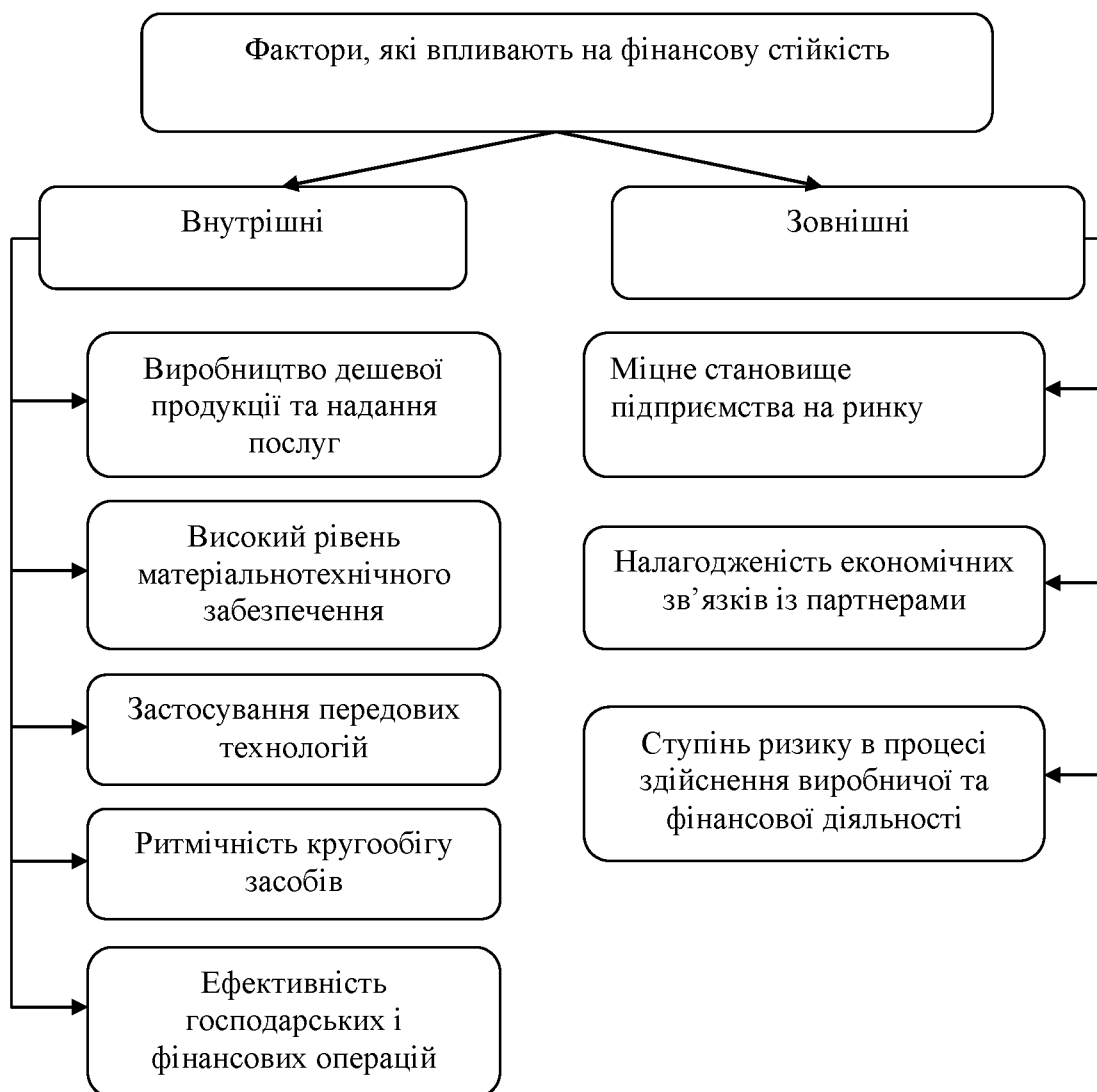 Фактори, які впливають на фінансову стійкість
Внутрішні
Зовнішні
Виробництво дешевої
продукції та надання
послуг
Високий рівень
матеріальнотехнічного
забезпечення
Застосування передових
технологій
Ритмічність кругообігу
засобів
Ефективність
господарських і
фінансових операцій
Міцне становище
підприємства на ринку
Налагодженість економічних
зв’язків із партнерами
Ступінь ризику в процесі
здійснення виробничої та
фінансової діяльності